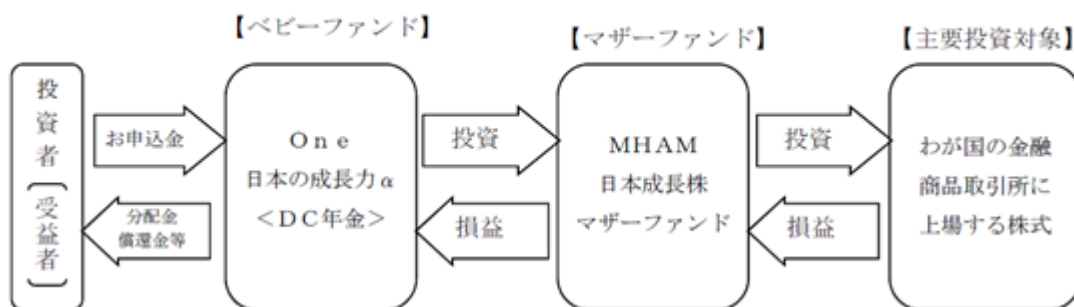 【ベビーファンド】
【マザーファンド】
【主要投資対象】
投資者（受益者）
お申込金
分配金
償還金等
Ｏｎｅ
日本の成長力α
＜ＤＣ年金＞
投資
損益
ＭＨＡＭ
日本成長株
マザーファンド
投資
損益
わが国の金融
商品取引所に
上場する株式